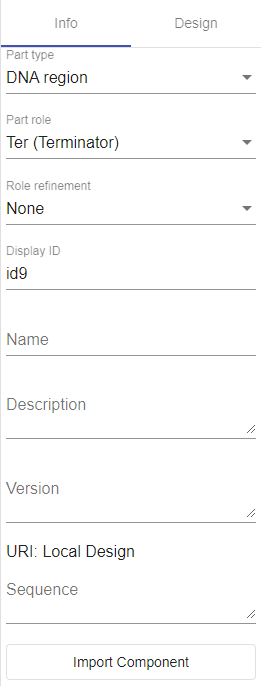 Info Design
Part type
DNA region
Part role
Ter (Terminator)
Role refinement
None
Display ID
id9
Name
Description
Version
URI: Local Design
Sequence
Import Component